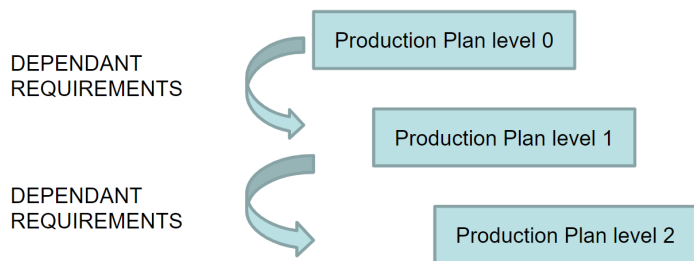 Production Plan level 0
DEPENDANT
REQUIREMENTS
Production Plan level 1
DEPENDANT
REQUIREMENTS
Production Plan level 2